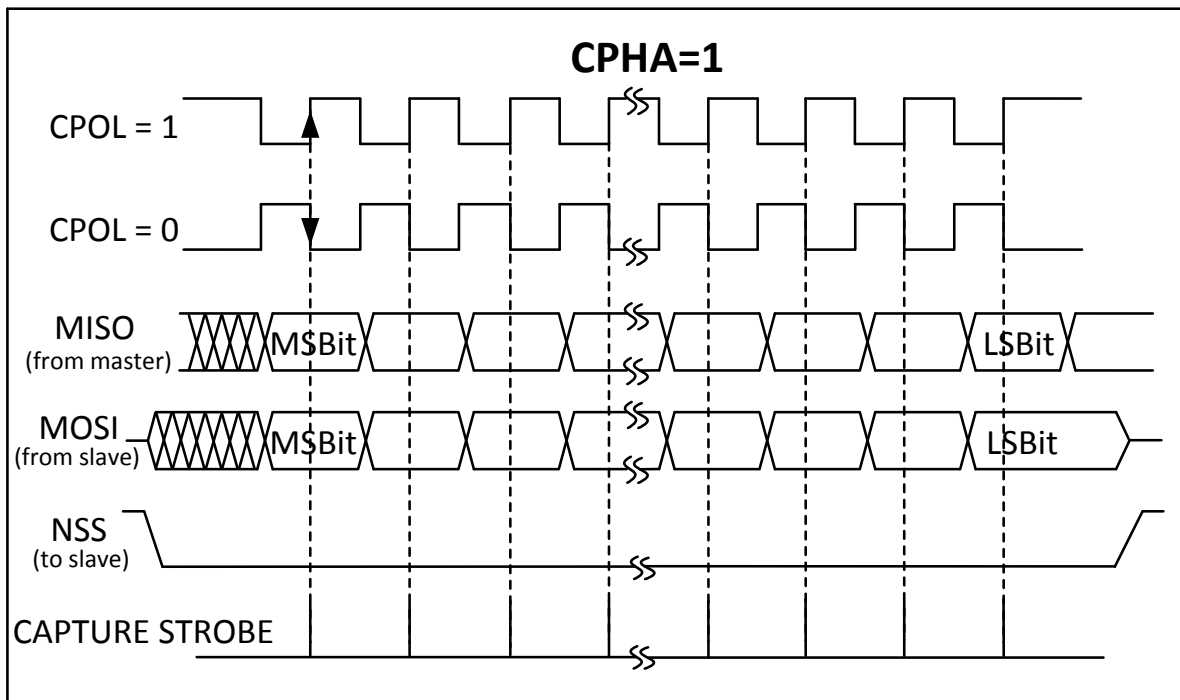 CPHA=1
CPOL = 1
CPOL = 0
MISO
(from master)
MSBit
LSBit
MOSI
(from slave)
MSBit
LSBit
NSS
(to slave)
CAPTURE STROBE